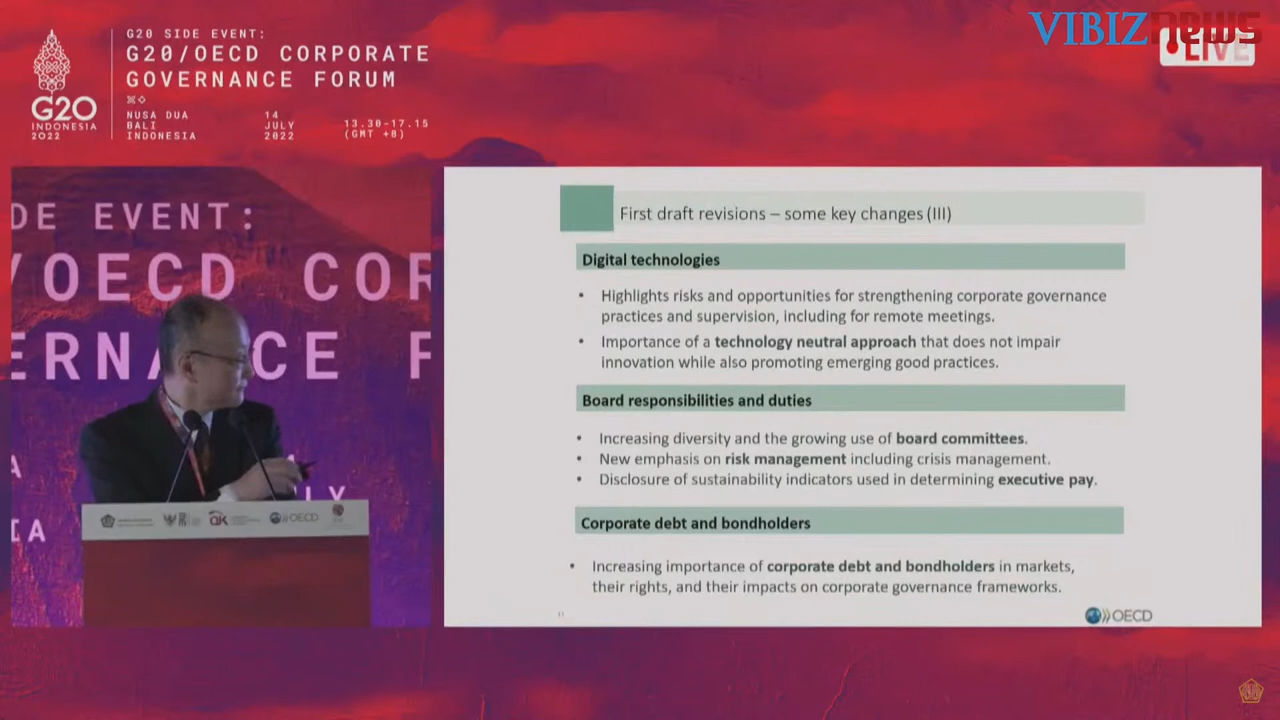 G20 SIDE EVENT:
G20/OECD CORPORATE
GOVERNANCE FORUM
NUSA DUA
BALI
INDONESIA
14
JULY
2022
13.30-17.15
(GMT +8)
G20
INDONESIA
2022
VIBIZnews
LIVE
DE EVENT:
/OECD COR
ERNANCE F
A
ULY
IA
OECD
First draft revisions – some key changes (III)
Digital technologies
• Highlights risks and opportunities for strengthening corporate governance
practices and supervision, including for remote meetings.
• Importance of a technology neutral approach that does not impair
innovation while also promoting emerging good practices.
Board responsibilities and duties
• Increasing diversity and the growing use of board committees.
• New emphasis on risk management including crisis management.
• Disclosure of sustainability indicators used in determining executive pay.
Corporate debt and bondholders
• Increasing importance of corporate debt and bondholders in markets,
their rights, and their impacts on corporate governance frameworks.
11
OECD